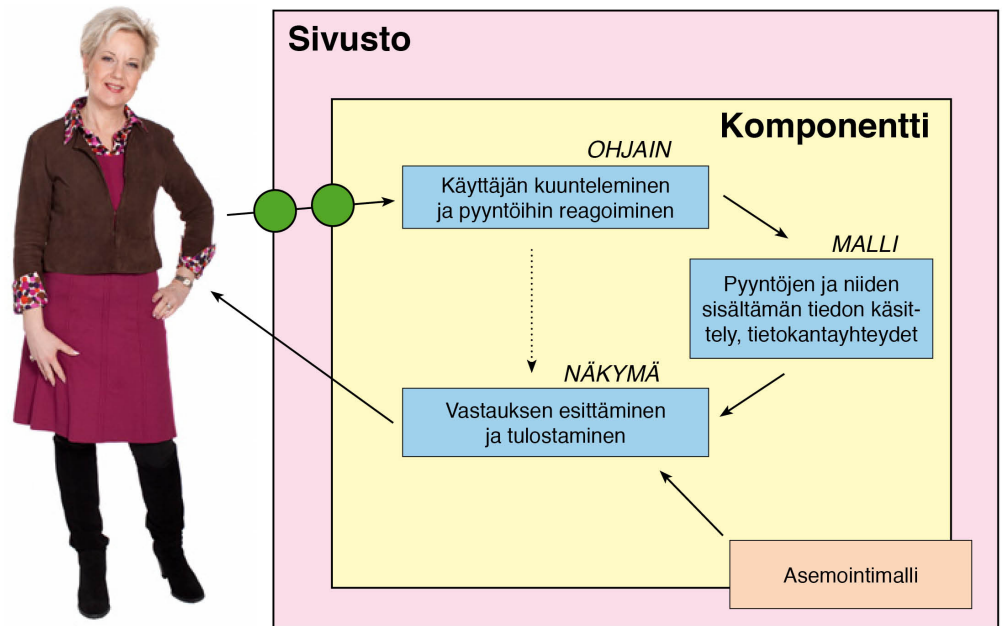 Sivusto
Komponentti
OHJAIN
Käyttäjän kuunteleminen
ja pyyntöihin reagoiminen
MALLI
Pyyntöjen ja niiden
sisältämän tiedon käsit-
tely, tietokantayhteydet
NÄKYMÄ
Vastauksen esittäminen
ja tulostaminen
Asemointimalli